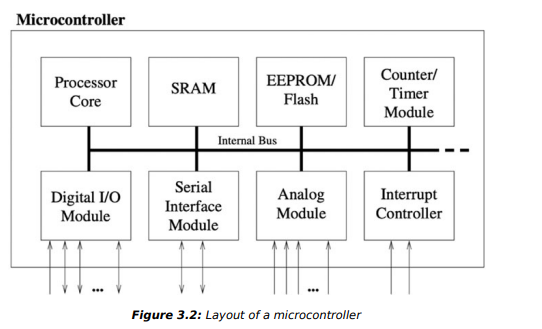 Microcontroller
Processor
Core
SRAM
EEPROM/
Flash
Counter/
Timer
Module
Internal Bus
Digital I/O
Module
Serial
Interface
Module
Analog
Module
Interrupt
Controller
...
...
Figure 3.2: Layout of a microcontroller